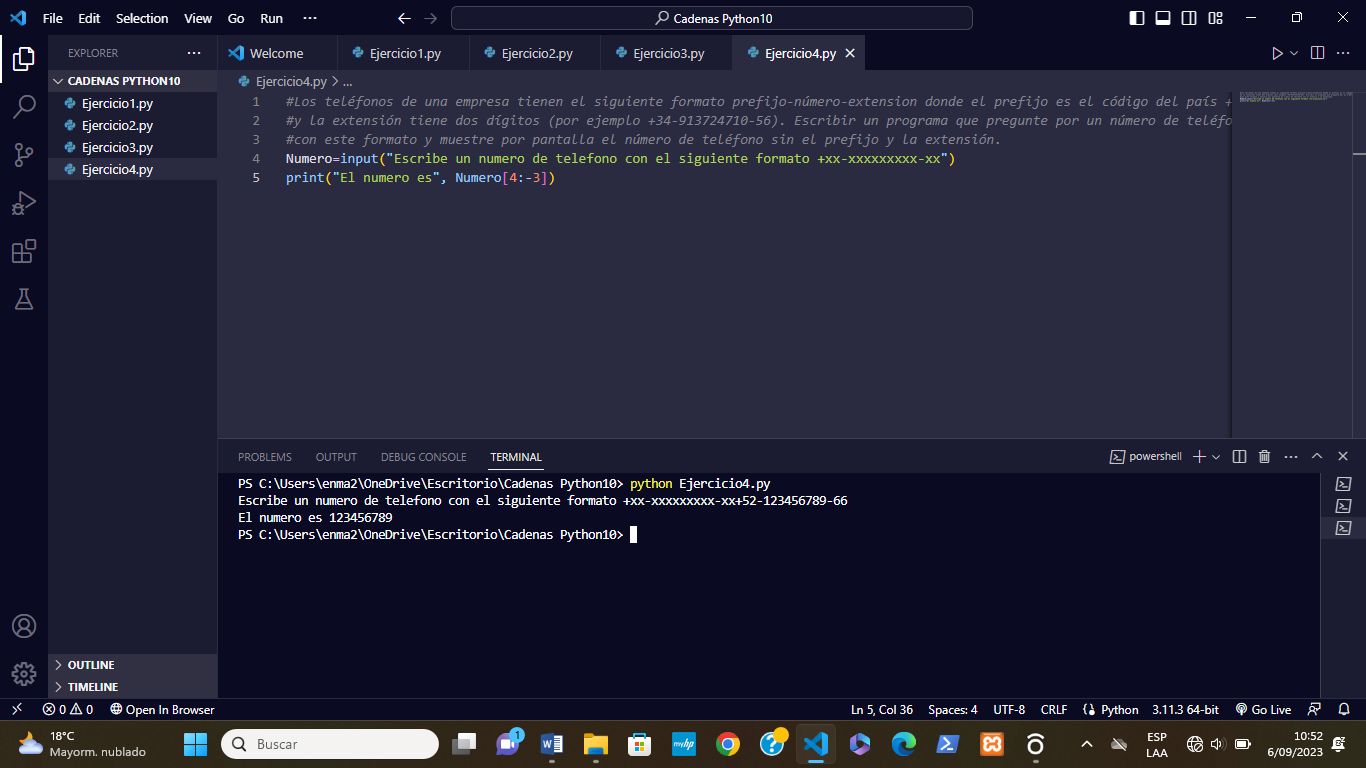 File Edit Selection View Go Run ··· Cadenas Python10
EXPLORER ···
Welcome Ejercicio1.py Ejercicio2.py Ejercicio3.py Ejercicio4.py
CADENAS PYTHON10
Ejercicio1.py
Ejercicio2.py
Ejercicio3.py
Ejercicio4.py
Ejercicio4.py > ...
1 #Los teléfonos de una empresa tienen el siguiente formato prefijo-número-extension donde el prefijo es el código del país +
2 #y la extensión tiene dos dígitos (por ejemplo +34-913724710-56). Escribir un programa que pregunte por un número de teléfo
3 #con este formato y muestre por pantalla el número de teléfono sin el prefijo y la extensión.
4 Numero=input("Escribe un numero de telefono con el siguiente formato +xx-xxxxxxxxx-xx")
5 print("El numero es", Numero[4:-3])
PROBLEMS OUTPUT DEBUG CONSOLE TERMINAL powershell
PS C:\Users\enma2\OneDrive\Escritorio\Cadenas Python10> python Ejercicio4.py
Escribe un numero de telefono con el siguiente formato +xx-xxxxxxxxx-xx+52-123456789-66
El numero es 123456789
PS C:\Users\enma2\OneDrive\Escritorio\Cadenas Python10>
OUTLINE
TIMELINE
0 0 Open In Browser Ln 5, Col 36 Spaces: 4 UTF-8 CRLF Python 3.11.3 64-bit Go Live
18°C
Mayorm. nublado
Buscar
1
myhp
ESP
LAA
10:52
6/09/2023